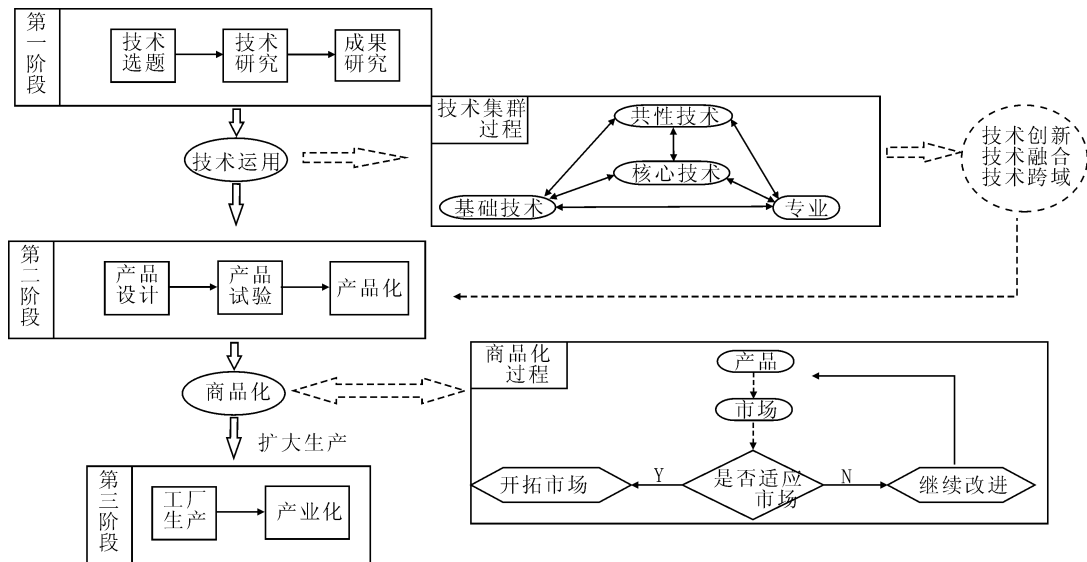 第一阶段
技术
选题
技术
研究
成果
研究
技术运用
技术集群
过程
共性技术
核心技术
基础技术
专业
技术创新
技术融合
技术跨域
第二阶段
产品
设计
产品
试验
产品化
商品化
扩大生产
商品化
过程
产品
市场
是否适应
市场
Y
N
开拓市场
继续改进
第三阶段
工厂
生产
产业化